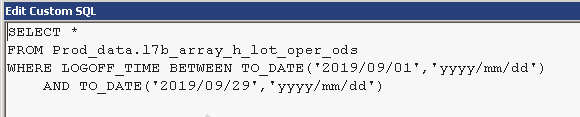 Edit Custom SQL
SELECT *
FROM Prod_data.l7b_array_h_lot_oper_ods
WHERE LOGOFF_TIME BETWEEN TO_DATE('2019/09/01','yyyy/mm/dd')
    AND TO_DATE('2019/09/29','yyyy/mm/dd')